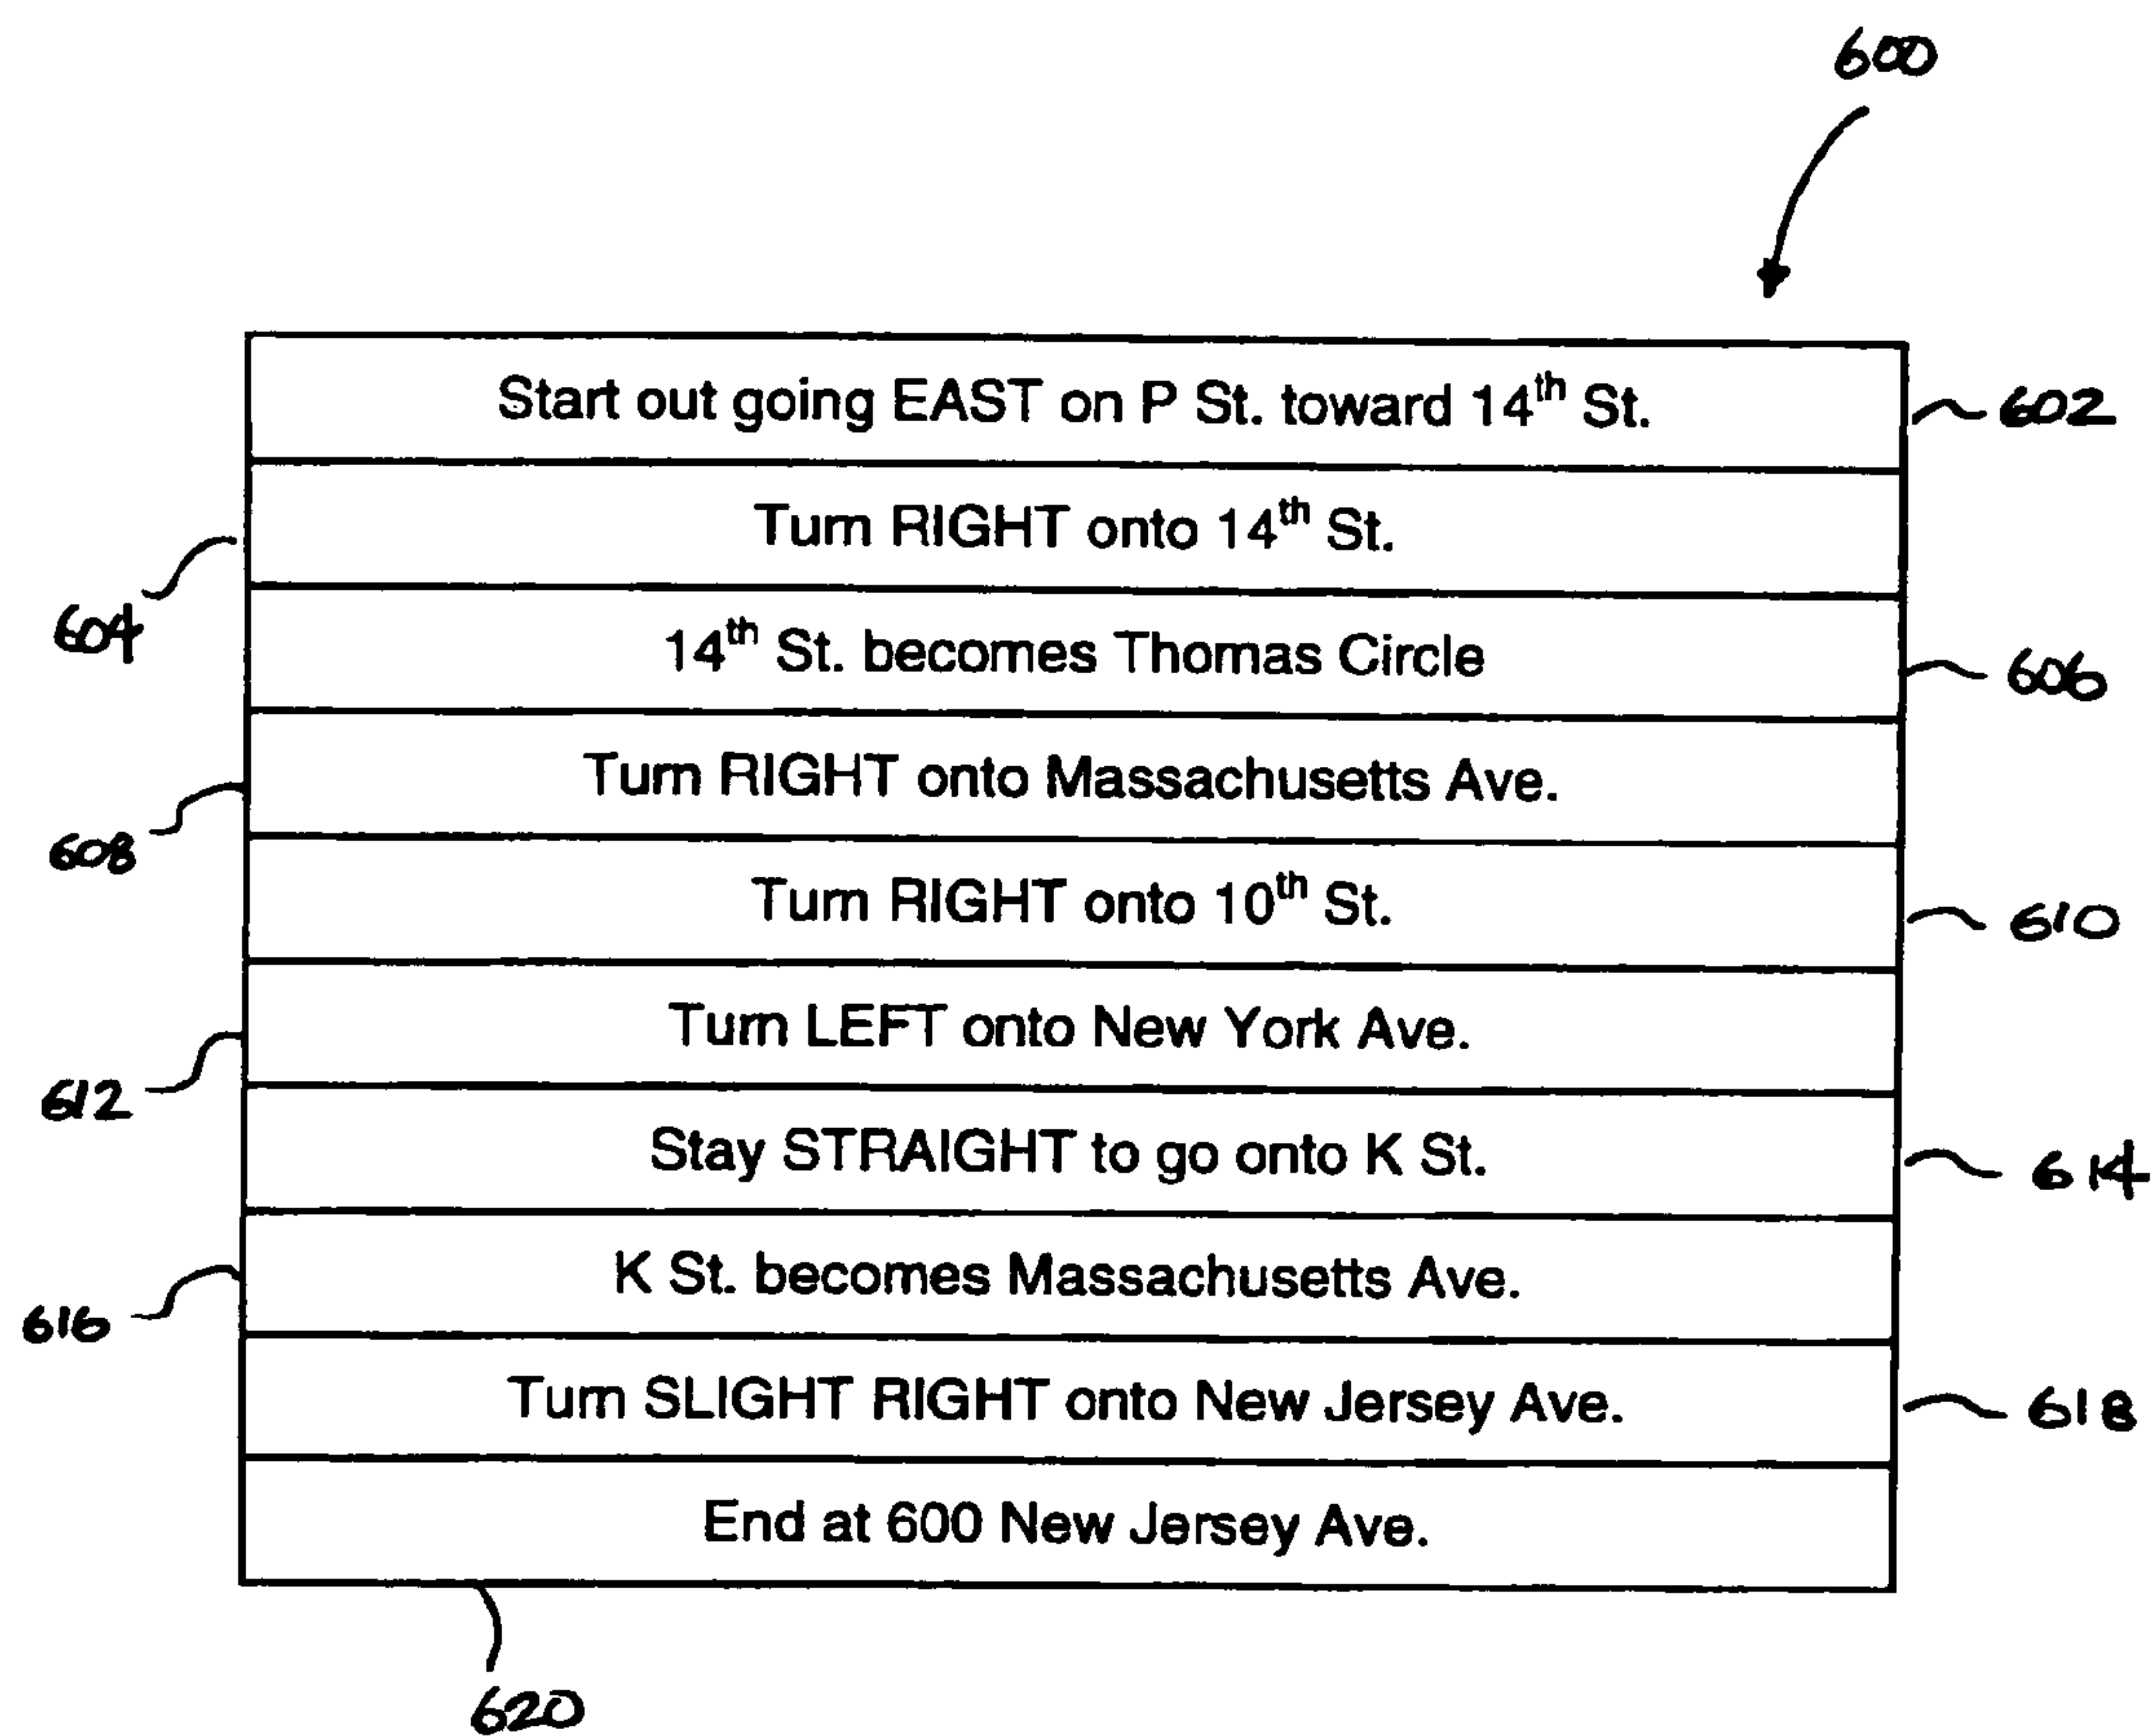 600
Start out going EAST on P St. toward 14th St.
602
Turn RIGHT onto 14th St.
604
14th St. becomes Thomas Circle
606
Turn RIGHT onto Massachusetts Ave.
608
Turn RIGHT onto 10th St.
610
Turn LEFT onto New York Ave.
612
Stay STRAIGHT to go onto K St.
614
K St. becomes Massachusetts Ave.
616
Turn SLIGHT RIGHT onto New Jersey Ave.
618
End at 600 New Jersey Ave.
620